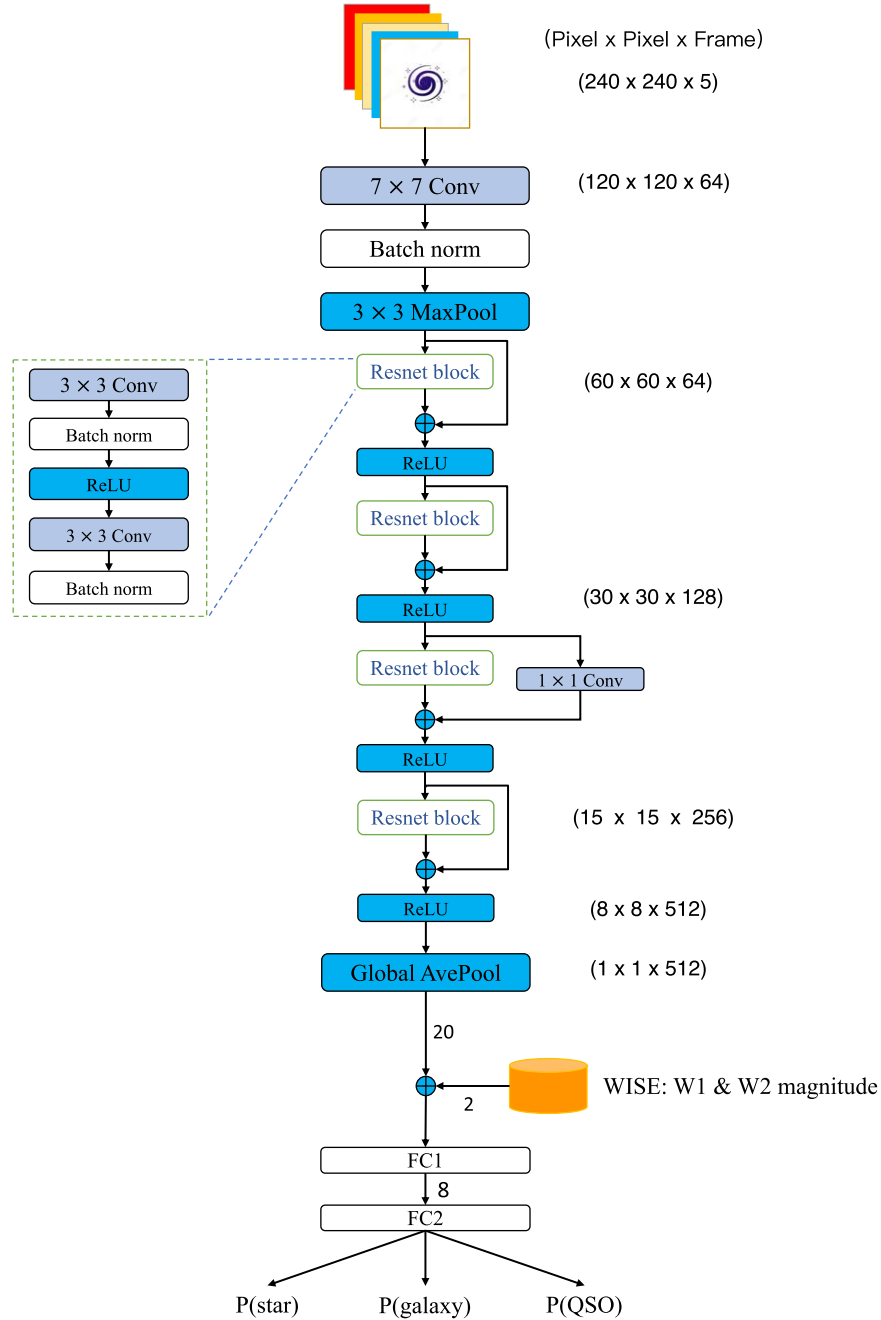 (Pixel x Pixel x Frame)
(240 x 240 x 5)
7 × 7 Conv
(120 x 120 x 64)
Batch norm
3 × 3 MaxPool
Resnet block
(60 x 60 x 64)
3 × 3 Conv
Batch norm
ReLU
3 × 3 Conv
Batch norm
ReLU
Resnet block
ReLU
(30 x 30 x 128)
Resnet block
1 × 1 Conv
ReLU
Resnet block
(15 x 15 x 256)
ReLU
(8 x 8 x 512)
Global AvePool
(1 x 1 x 512)
20
WISE: W1 & W2 magnitude
2
FC1
8
FC2
P(star)
P(galaxy)
P(QSO)